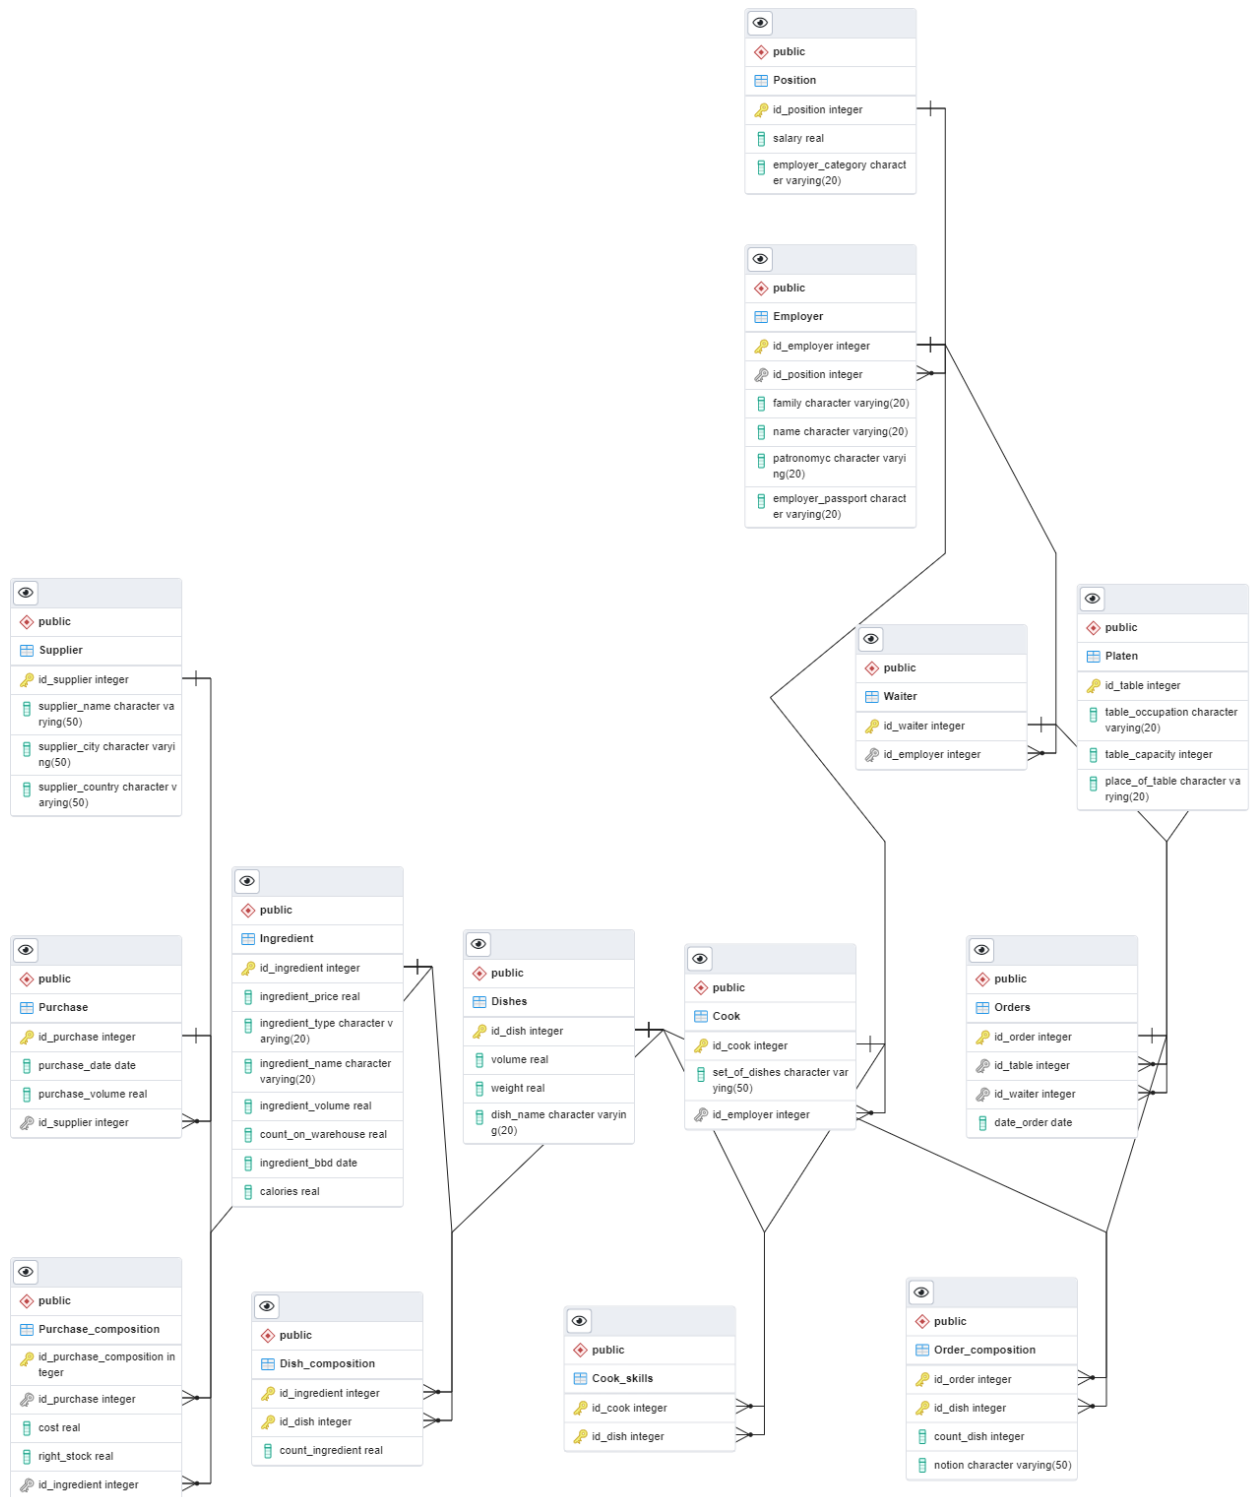 public
Position
id_position integer
salary real
employer_category charact
er varying(20)
public
Employer
id_employer integer
id_position integer
family character varying(20)
name character varying(20)
patronomyc character varyi
ng(20)
employer_passport charact
er varying(20)
public
Supplier
id_supplier integer
supplier_name character va
rying(50)
supplier_city character varyi
ng(50)
supplier_country character v
arying(50)
public
Waiter
id_waiter integer
id_employer integer
public
Platen
id_table integer
table_occupation character
varying(20)
table_capacity integer
place_of_table character va
rying(20)
public
Purchase
id_purchase integer
purchase_date date
purchase_volume real
id_supplier integer
public
Ingredient
id_ingredient integer
ingredient_price real
ingredient_type character v
arying(20)
ingredient_name character
varying(20)
ingredient_volume real
count_on_warehouse real
ingredient_bbd date
calories real
public
Dishes
id_dish integer
volume real
weight real
dish_name character varyin
g(20)
public
Cook
id_cook integer
set_of_dishes character var
ying(50)
id_employer integer
public
Orders
id_order integer
id_table integer
id_waiter integer
date_order date
public
Purchase_composition
id_purchase_composition in
teger
id_purchase integer
cost real
right_stock real
id_ingredient integer
public
Dish_composition
id_ingredient integer
id_dish integer
count_ingredient real
public
Cook_skills
id_cook integer
id_dish integer
public
Order_composition
id_order integer
id_dish integer
count_dish integer
notion character varying(50)